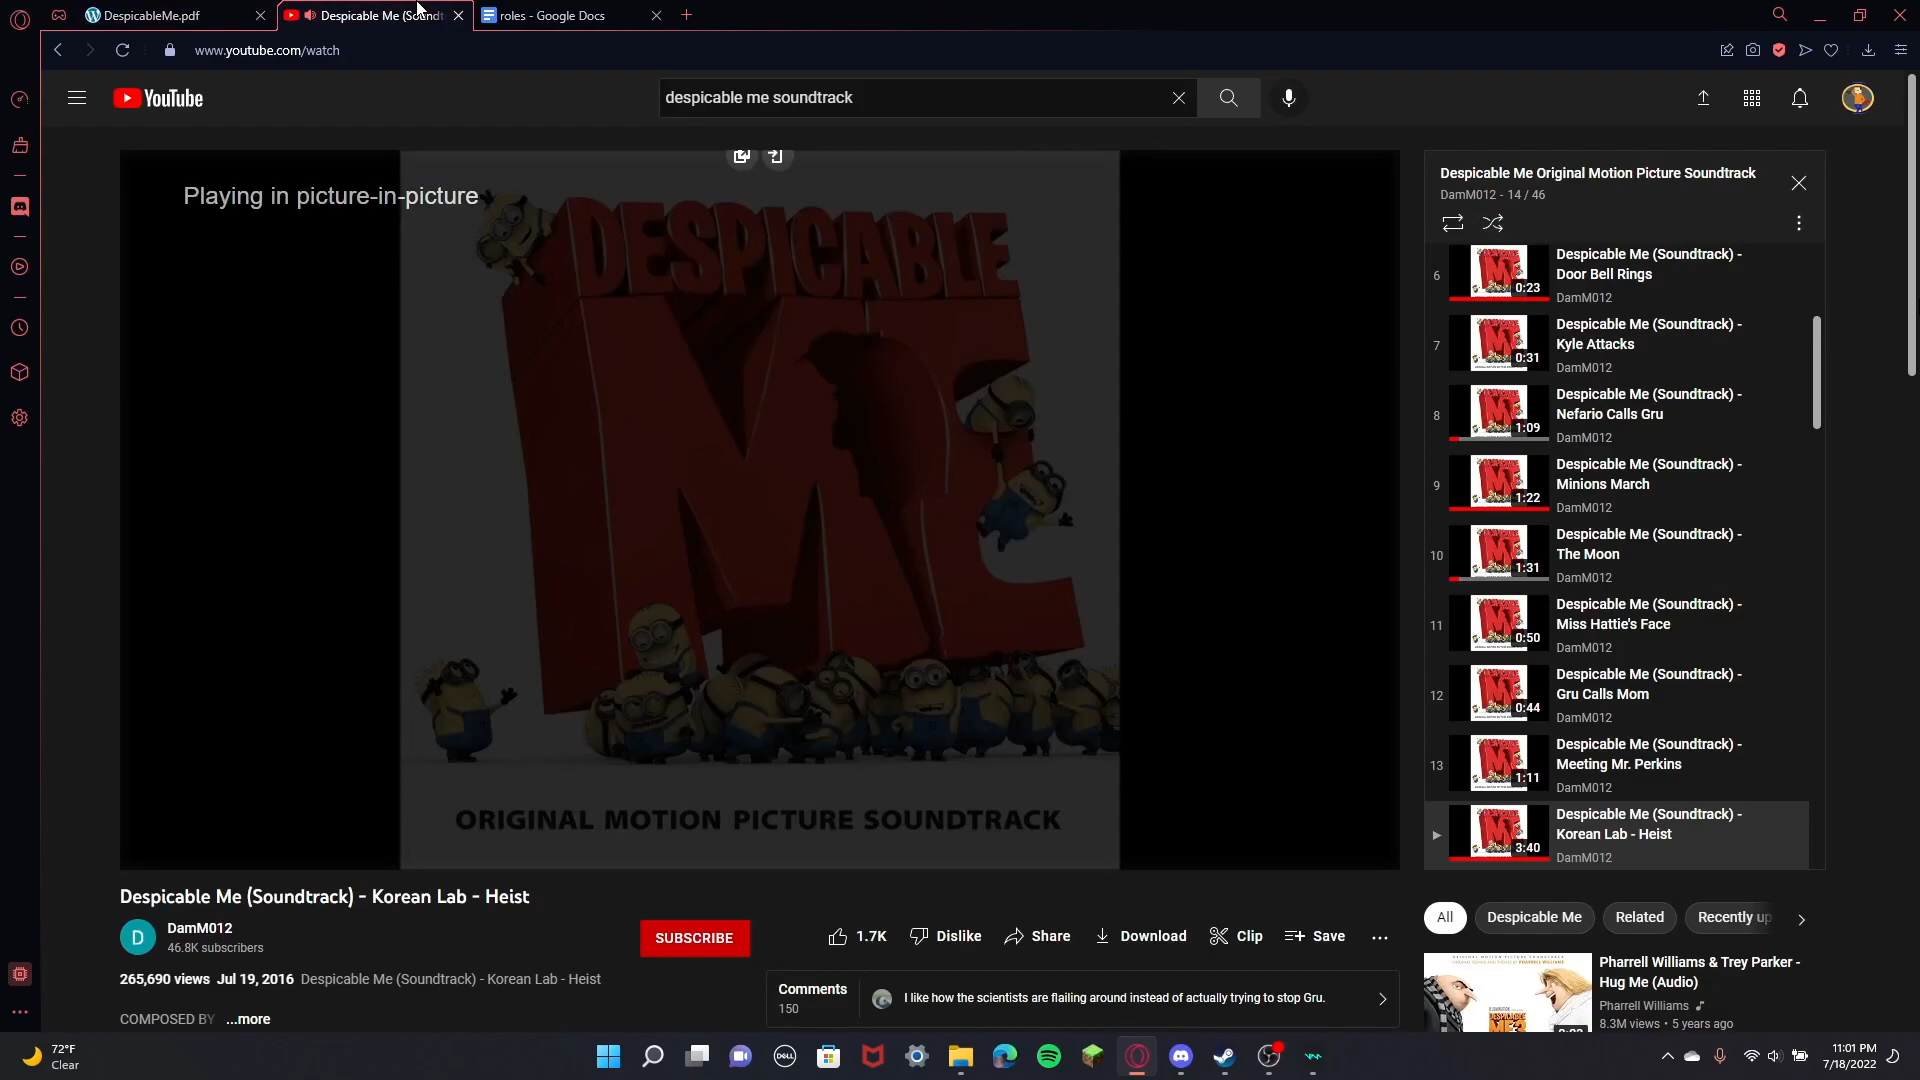 DespicableMe.pdf
Despicable Me (Soundt
roles - Google Docs
www.youtube.com/watch
YouTube
despicable me soundtrack
Playing in picture-in-picture
DESPICABLE
ME
ORIGINAL MOTION PICTURE SOUNDTRACK
Despicable Me Original Motion Picture Soundtrack
DamM012 - 14 / 46
6
0:23
Despicable Me (Soundtrack) -
Door Bell Rings
DamM012
7
0:31
Despicable Me (Soundtrack) -
Kyle Attacks
DamM012
8
1:09
Despicable Me (Soundtrack) -
Nefario Calls Gru
DamM012
9
1:22
Despicable Me (Soundtrack) -
Minions March
DamM012
10
1:31
Despicable Me (Soundtrack) -
The Moon
DamM012
11
0:50
Despicable Me (Soundtrack) -
Miss Hattie's Face
DamM012
12
0:44
Despicable Me (Soundtrack) -
Gru Calls Mom
DamM012
13
1:11
Despicable Me (Soundtrack) -
Meeting Mr. Perkins
DamM012
3:40
Despicable Me (Soundtrack) -
Korean Lab - Heist
DamM012
Despicable Me (Soundtrack) - Korean Lab - Heist
D
DamM012
46.8K subscribers
SUBSCRIBE
1.7K
Dislike
Share
Download
Clip
Save
265,690 views Jul 19, 2016 Despicable Me (Soundtrack) - Korean Lab - Heist
COMPOSED BY ...more
Comments
150
I like how the scientists are flailing around instead of actually trying to stop Gru.
All
Despicable Me
Related
Recently up
Pharrell Williams & Trey Parker -
Hug Me (Audio)
Pharrell Williams
8.3M views • 5 years ago
72°F
Clear
DELL
11:01 PM
7/18/2022